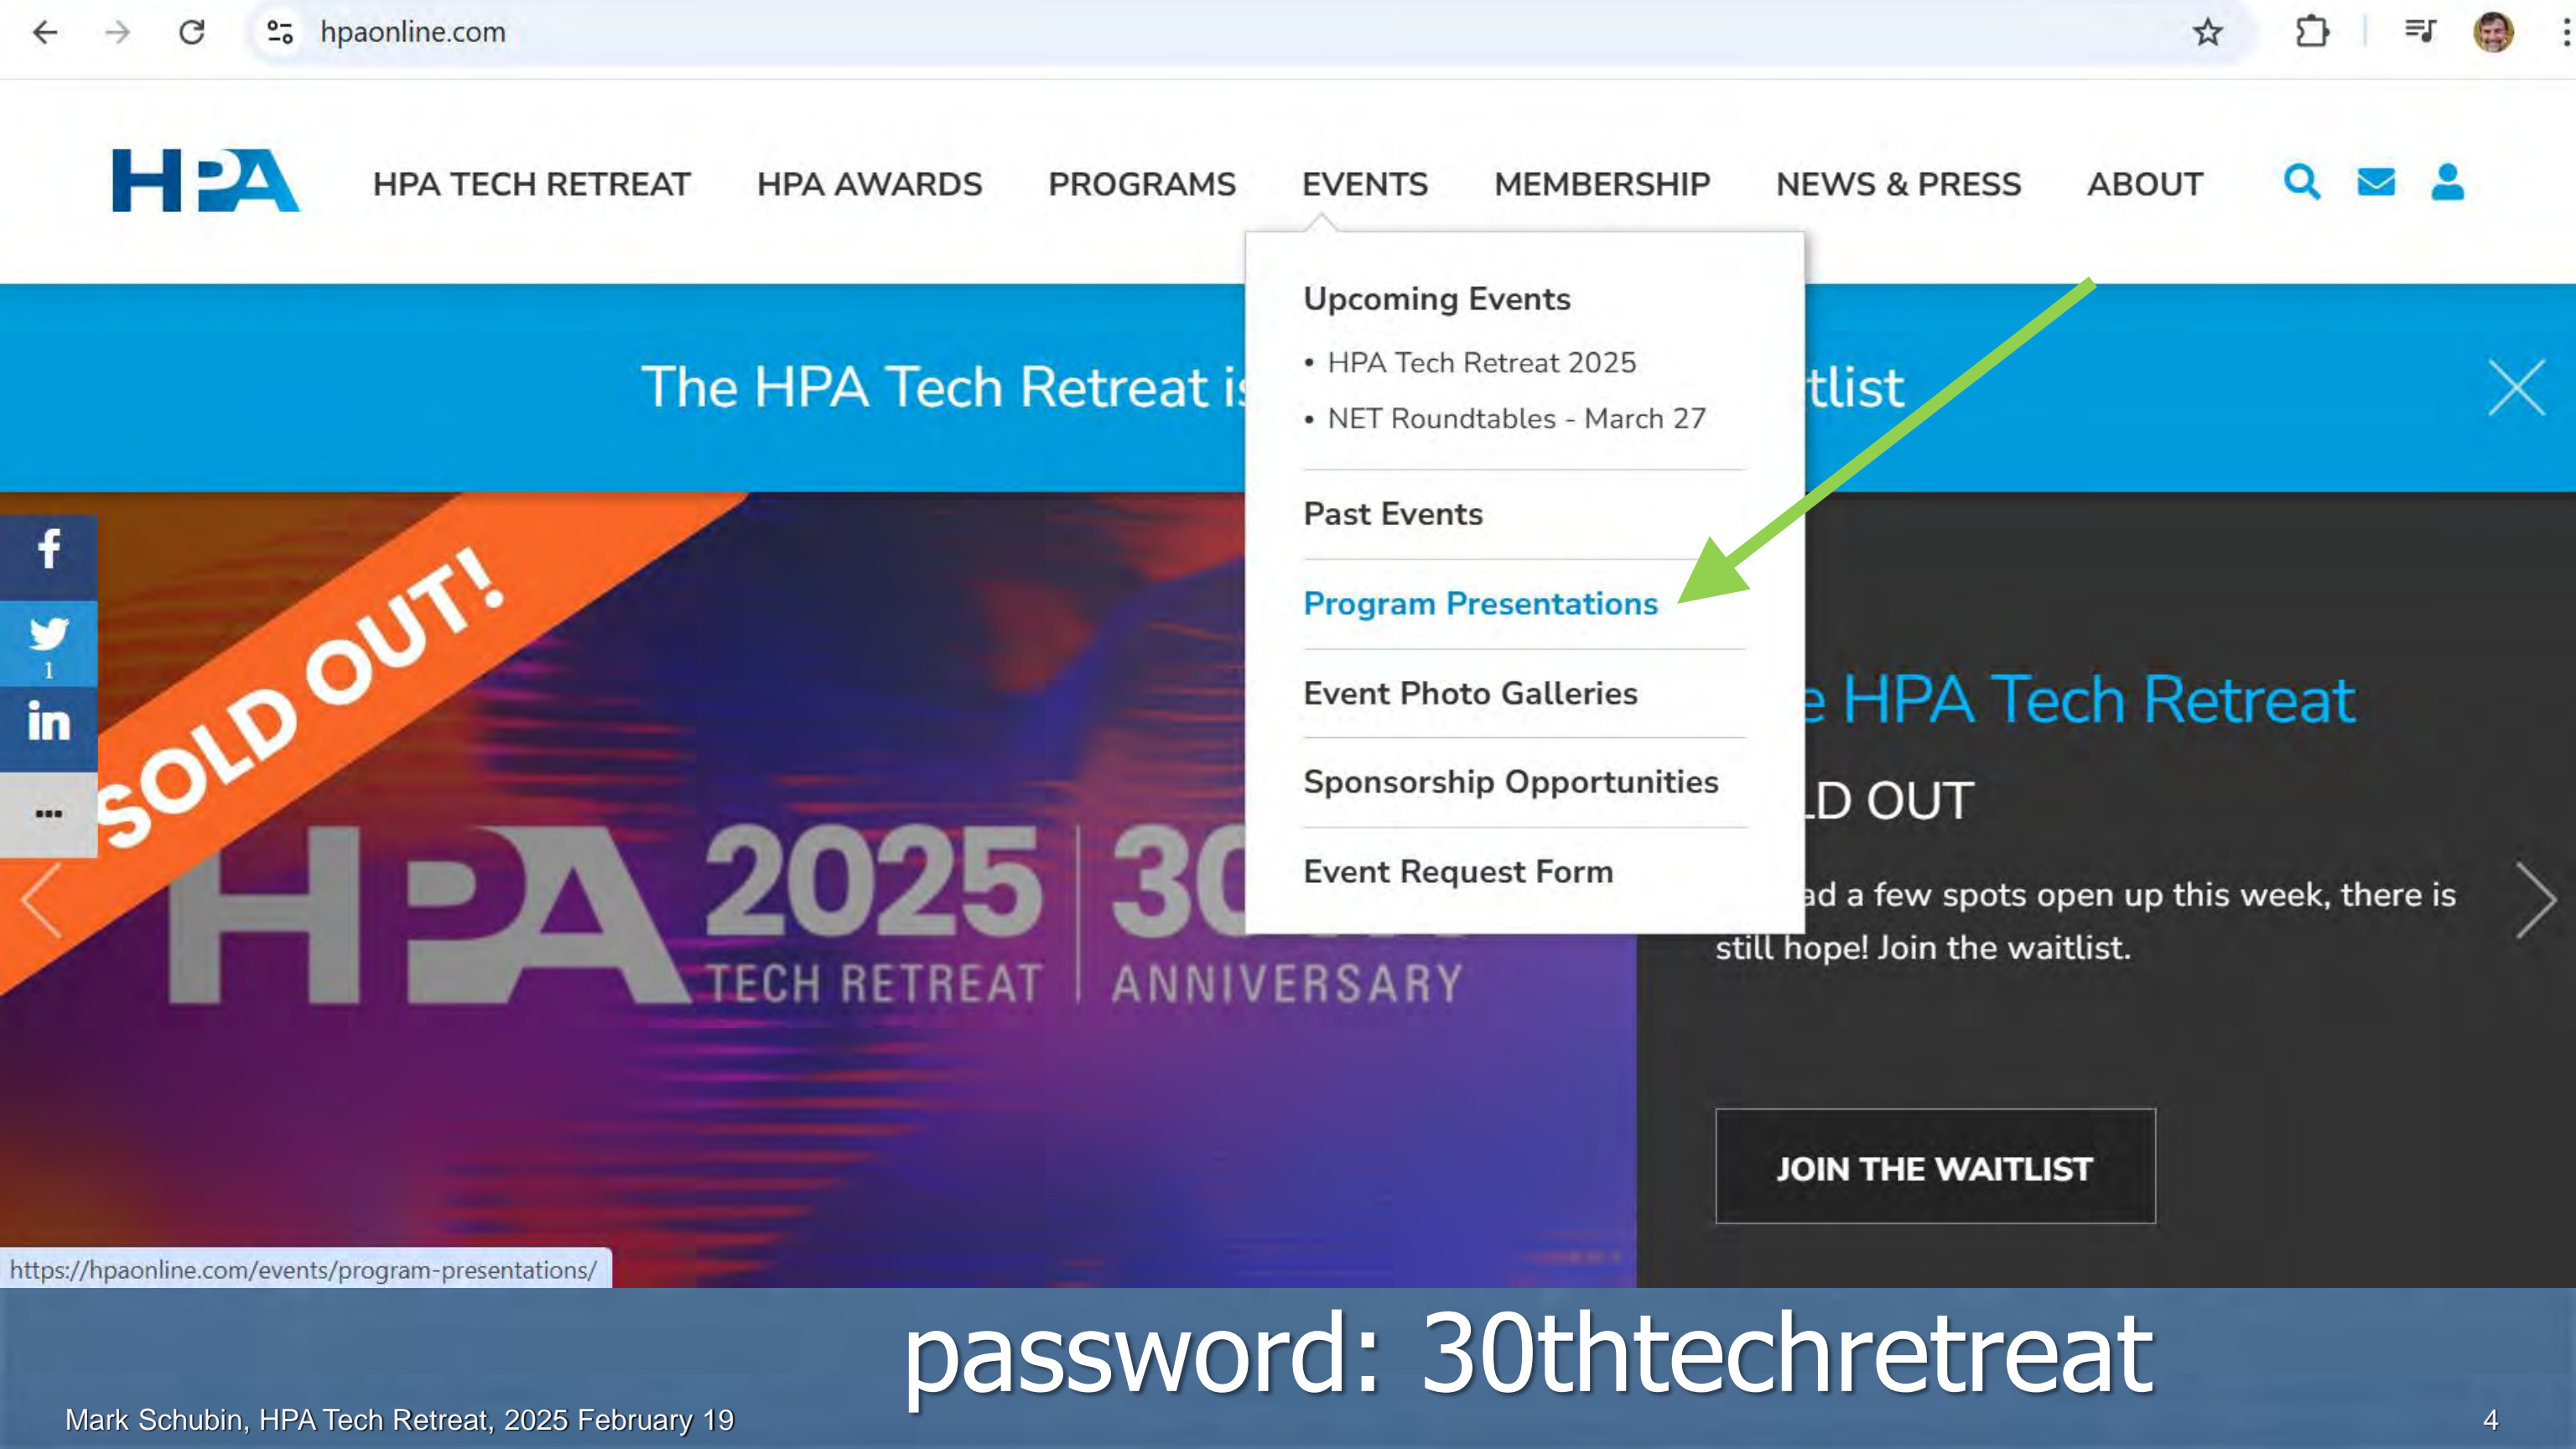 hpaonline.com
HPA
HPA TECH RETREAT
HPA AWARDS
PROGRAMS
EVENTS
MEMBERSHIP
NEWS & PRESS
ABOUT
Upcoming Events
• HPA Tech Retreat 2025
• NET Roundtables - March 27
Past Events
Program Presentations
Event Photo Galleries
Sponsorship Opportunities
Event Request Form
The HPA Tech Retreat
f
1
in
...
SOLD OUT!
HPA 2025 TECH RETREAT
ANNIVERSARY
HPA Tech Retreat
OUT
a few spots open up this week, there is
still hope! Join the waitlist.
JOIN THE WAITLIST
https://hpaonline.com/events/program-presentations/
password: 30thtechretreat
Mark Schubin, HPA Tech Retreat, 2025 February 19
4